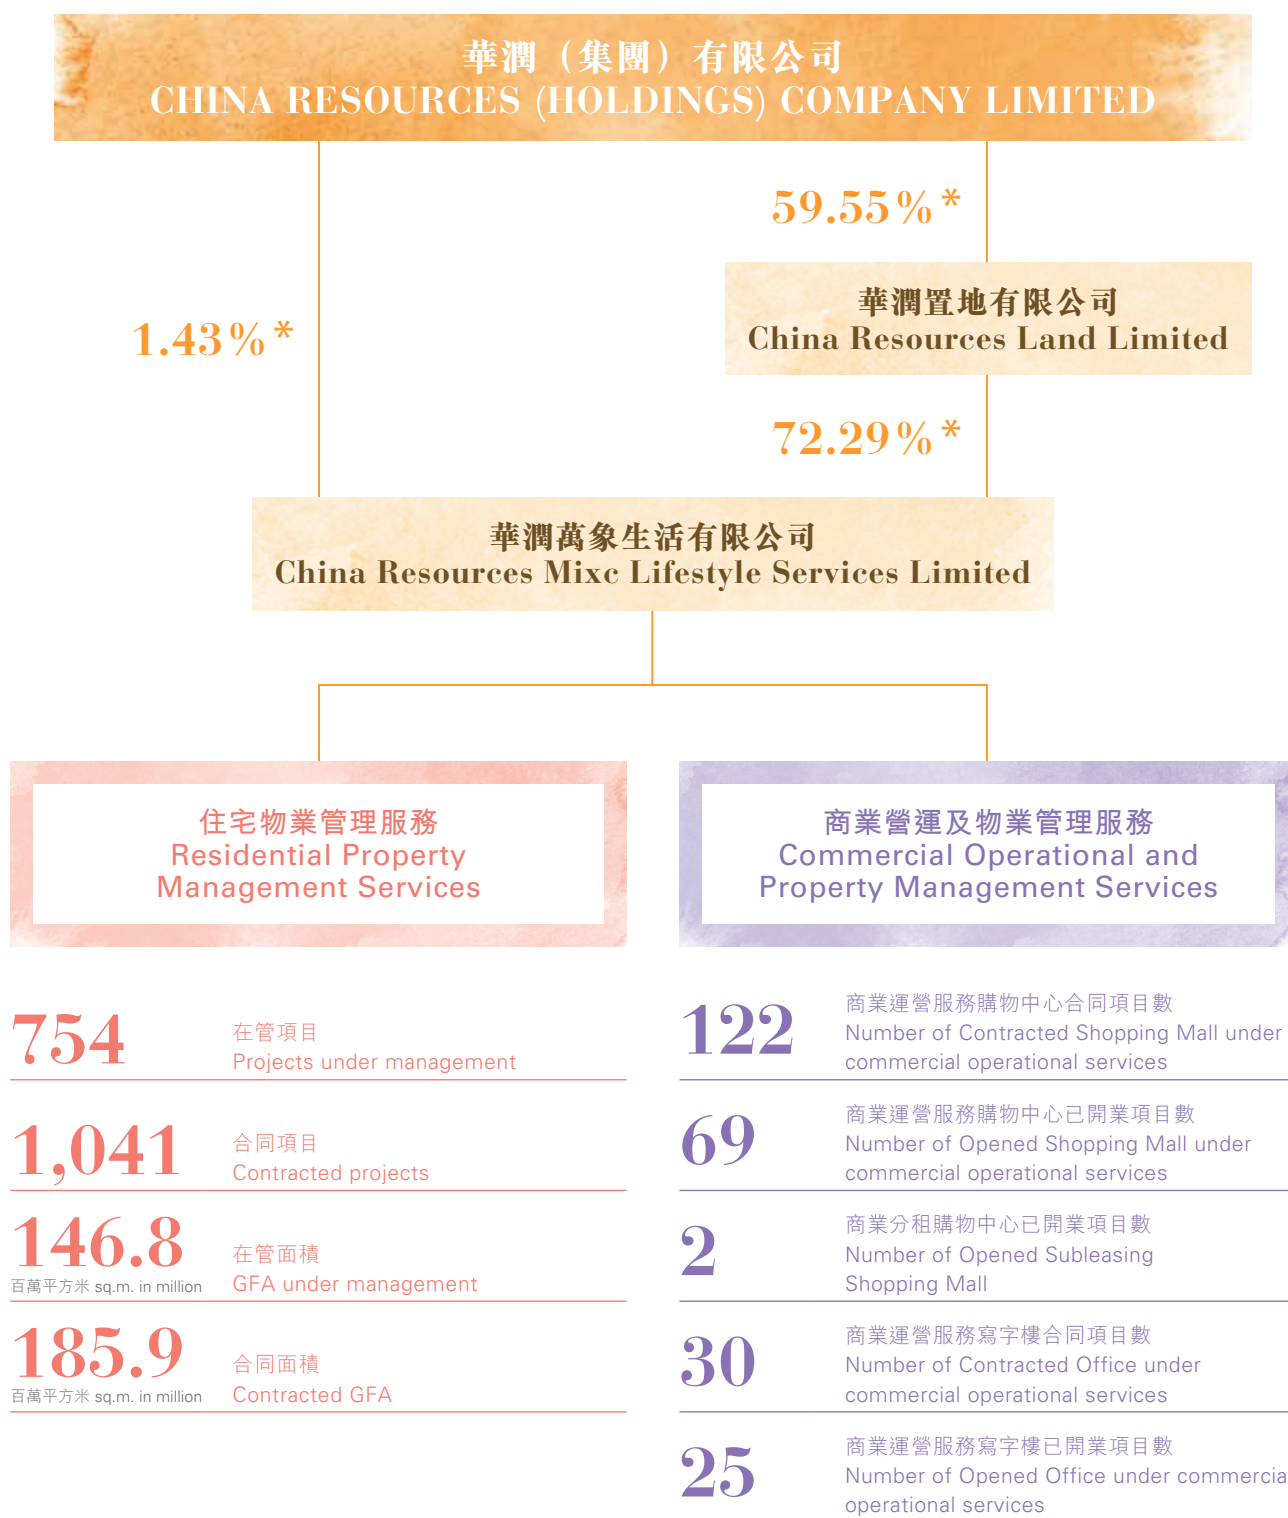 華潤（集團）有限公司
CHINA RESOURCES (HOLDINGS) COMPANY LIMITED
59.55%*
華潤置地有限公司
China Resources Land Limited
1.43%*
72.29%*
華潤萬象生活有限公司
China Resources Mixc Lifestyle Services Limited
住宅物業管理服務
Residential Property
Management Services
754
在管項目
Projects under management
1,041
合同項目
Contracted projects
146.8
百萬平方米 sq.m. in million
在管面積
GFA under management
185.9
百萬平方米 sq.m. in million
合同面積
Contracted GFA
商業營運及物業管理服務
Commercial Operational and
Property Management Services
122
商業運營服務購物中心合同項目數
Number of Contracted Shopping Mall under
commercial operational services
69
商業運營服務購物中心已開業項目數
Number of Opened Shopping Mall under
commercial operational services
2
商業分租購物中心已開業項目數
Number of Opened Subleasing
Shopping Mall
30
商業運營服務寫字樓合同項目數
Number of Contracted Office under
commercial operational services
25
商業運營服務寫字樓已開業項目數
Number of Opened Office under commercia
operational services